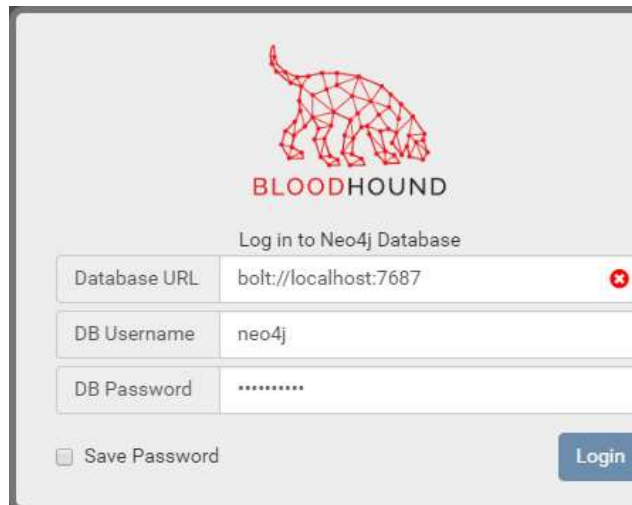 BLOODHOUND
Log in to Neo4j Database
Database URL bolt://localhost:7687
DB Username neo4j
DB Password ••••••••••
Save Password Login